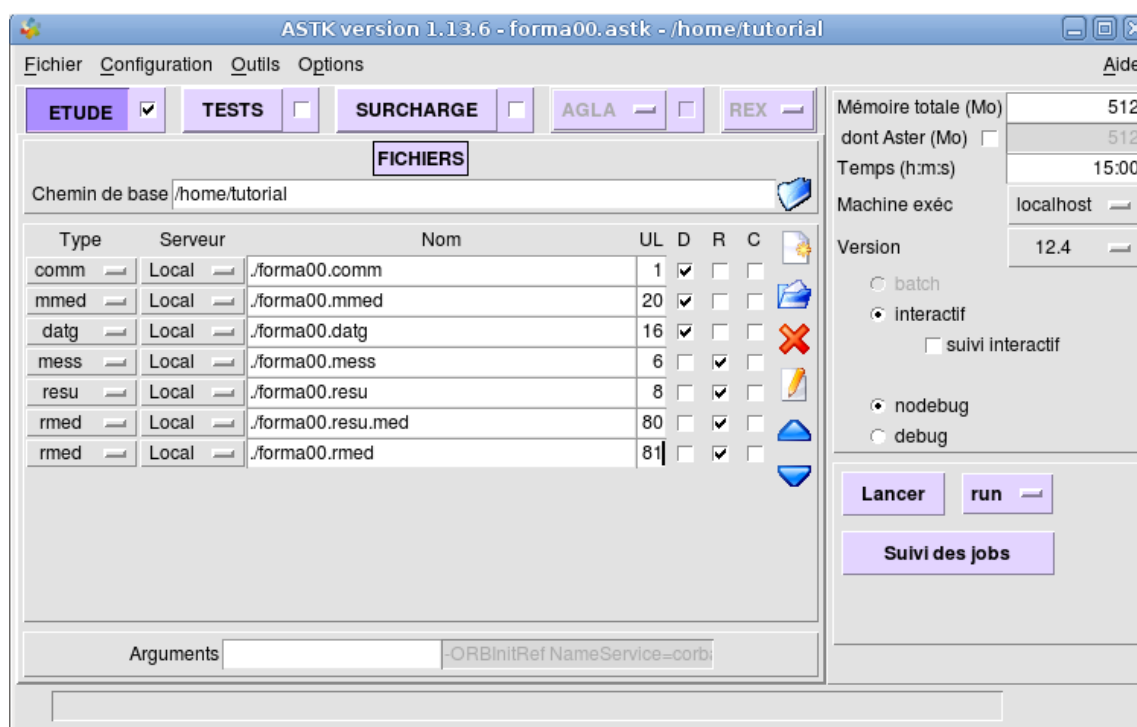 ASTK version 1.13.6 - forma00.astk - /home/tutorial
Fichier Configuration Outils Options Aide
ETUDE TESTS SURCHARGE AGLA REX
FICHIERS
Chemin de base /home/tutorial
Type Serveur Nom UL D R C
comm Local ./forma00.comm 1
mmed Local ./forma00.mmed 20
datg Local ./forma00.datg 16
mess Local ./forma00.mess 6
resu Local ./forma00.resu 8
rmed Local ./forma00.resu.med 80
rmed Local ./forma00.rmed 81
Arguments -ORBInitRef NameService=corba
Mémoire totale (Mo) 512
dont Aster (Mo) 512
Temps (h:m:s) 15:00
Machine exéc localhost
Version 12.4
batch
interactif
suivi interactif
nodebug
debug
Lancer run
Suivi des jobs